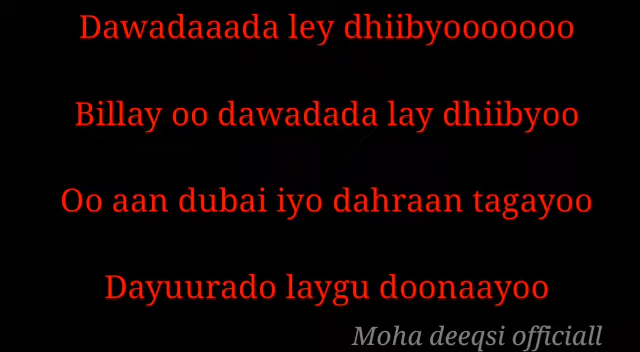 Dawadaaada ley dhiibyooooooo
Billay oo dawadada lay dhiibyoo
Oo aan dubai iyo dahraan tagayoo
Dayuurado laygu doonaayoo
Moha deeqsi officiall